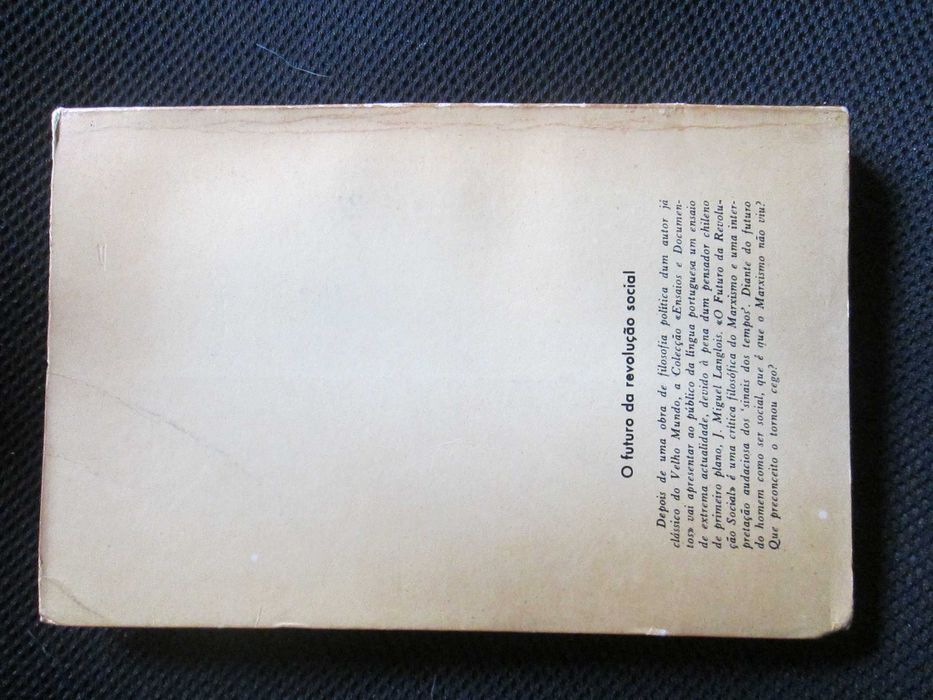 O futuro da revolução social
Depois de uma obra de filosofia política dum autor já
clássico do Velho Mundo, a Colecção «Ensaios e Documen-
tos» vai apresentar ao público da língua portuguesa um ensaio
de extrema actualidade, devido à pena dum pensador chileno
de primeiro plano, J. Miguel Langlois. «O Futuro da Revolu-
ção Social» é uma crítica filosófica do Marxismo e uma inter-
pretação audaciosa dos 'sinais dos tempos'. Diante do futuro
do homem como ser social, que é que o Marxismo não viu?
Que preconceito o tornou cego?